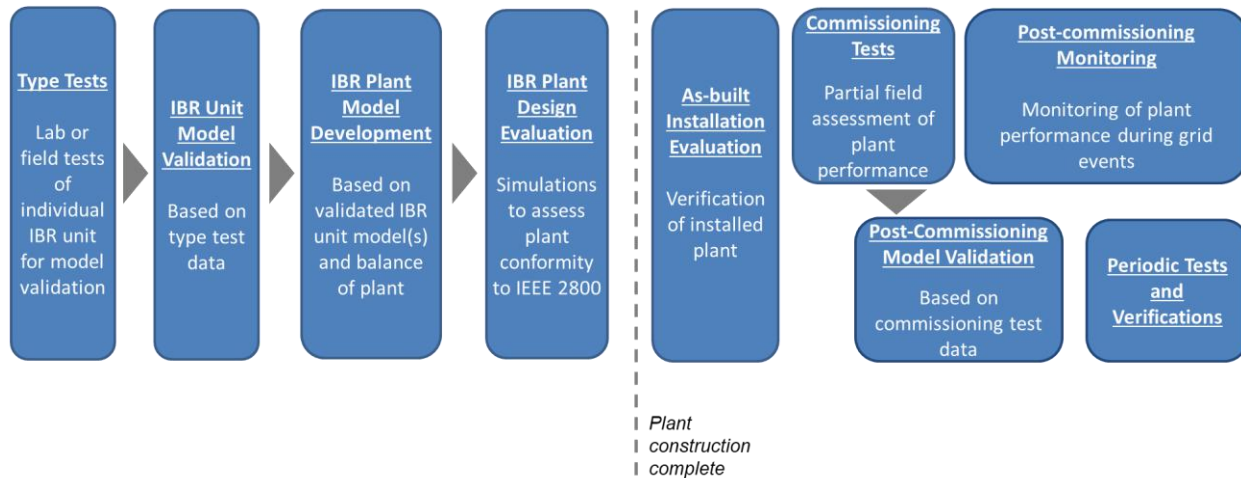 Type Tests
Lab or
field tests of
individual
IBR unit
for model
validation
IBR Unit
Model
Validation
Based on
type test
data
IBR Plant
Model
Development
Based on
validated IBR
unit model(s)
and balance
of plant
IBR Plant
Design
Evaluation
Simulations
to assess
plant
conformity
to IEEE 2800
As-built
Installation
Evaluation
Verification
of installed
plant
Commissioning
Tests
Partial field
assessment of
plant
performance
Post-commissioning
Monitoring
Monitoring of plant
performance during grid
events
Post-Commissioning
Model Validation
Based on
commissioning test
data
Periodic Tests
and
Verifications
Plant
construction
complete